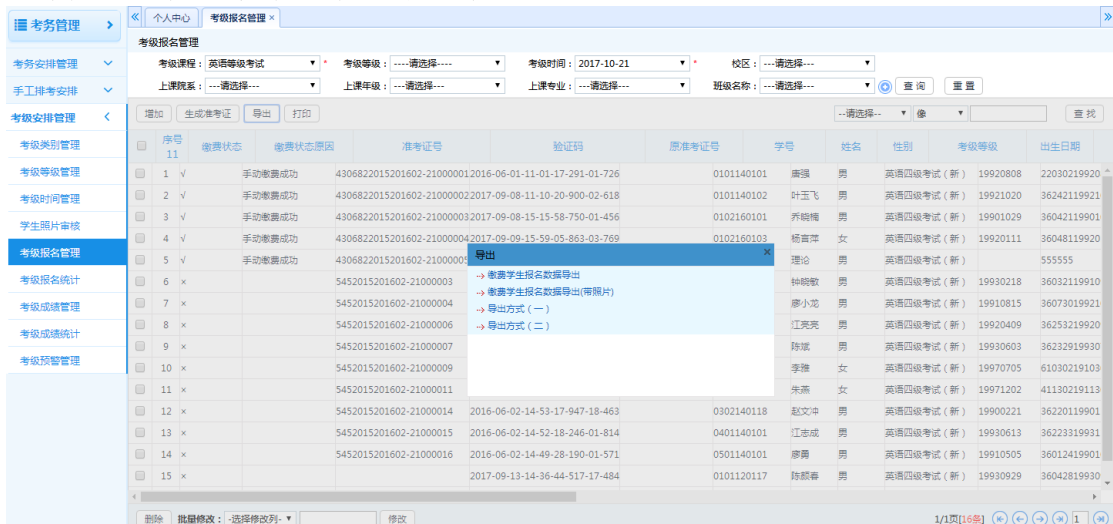 考务管理
个人中心 考级报名管理 ×
考级报名管理
考级课程： 英语等级考试 * 考级等级： ----请选择---- 考级时间： 2017-10-21 * 校区： ---请选择---
上课院系： ---请选择--- 上课年级： ---请选择--- 上课专业： ---请选择--- 班级名称： ---请选择--- 查 询 重 置
考务安排管理
手工排考安排
考级安排管理
考级类别管理
考级等级管理
考级时间管理
学生照片审核
考级报名管理
考级报名统计
考级成绩管理
考级成绩统计
考级预警管理
增加 生成准考证 导出 打印 --请选择-- 像 查 找
序号11 缴费状态 缴费状态原因 准考证号 验证码 原准考证号 学号 姓名 性别 考级等级 出生日期
1 √ 手动缴费成功 4306822015201602-21000001 2016-06-01-11-01-17-291-01-726 0101140101 唐强 男 英语四级考试（新） 19920808 22030219920
2 √ 手动缴费成功 4306822015201602-21000002 2017-09-08-11-10-20-900-02-618 0101140102 叶玉飞 男 英语四级考试（新） 19921020 36242119921
3 √ 手动缴费成功 4306822015201602-21000003 2017-09-08-15-15-58-750-01-456 0102160101 乔晓楠 男 英语四级考试（新） 19901029 36042119901
4 √ 手动缴费成功 4306822015201602-21000004 2017-09-09-15-59-05-863-03-769 0102160103 杨喜萍 女 英语四级考试（新） 19920111 36048119920
5 √ 手动缴费成功 4306822015201602-21000005 理论 男 英语四级考试（新） 555555
6 × 5452015201602-21000003 钟晓敏 男 英语四级考试（新） 19930218 36032119910
7 × 5452015201602-21000004 廖小龙 男 英语四级考试（新） 19910815 36073019921
8 × 5452015201602-21000006 江亮亮 男 英语四级考试（新） 19920409 36253219920
9 × 5452015201602-21000007 陈斌 男 英语四级考试（新） 19930603 36232919930
10 × 5452015201602-21000009 李雅 女 英语四级考试（新） 19970705 61030219103
11 × 5452015201602-21000011 朱燕 女 英语四级考试（新） 19971202 41130219113
12 × 5452015201602-21000014 2016-06-02-14-53-17-947-18-463 0302140118 赵文冲 男 英语四级考试（新） 19900221 36220119901
13 × 5452015201602-21000015 2016-06-02-14-52-18-246-01-814 0401140101 江志成 男 英语四级考试（新） 19930613 36223319931
14 × 5452015201602-21000016 2016-06-02-14-49-28-190-01-571 0501140101 廖勇 男 英语四级考试（新） 19910505 36012419901
15 × 2017-09-13-14-36-44-517-17-484 0101120117 陈颜春 男 英语四级考试（新） 19930929 36042819930
导出 ×
缴费学生报名数据导出
缴费学生报名数据导出(带照片)
导出方式（一）
导出方式（二）
删除 批量修改： -选择修改列- 修改 1/1页[16条] 1